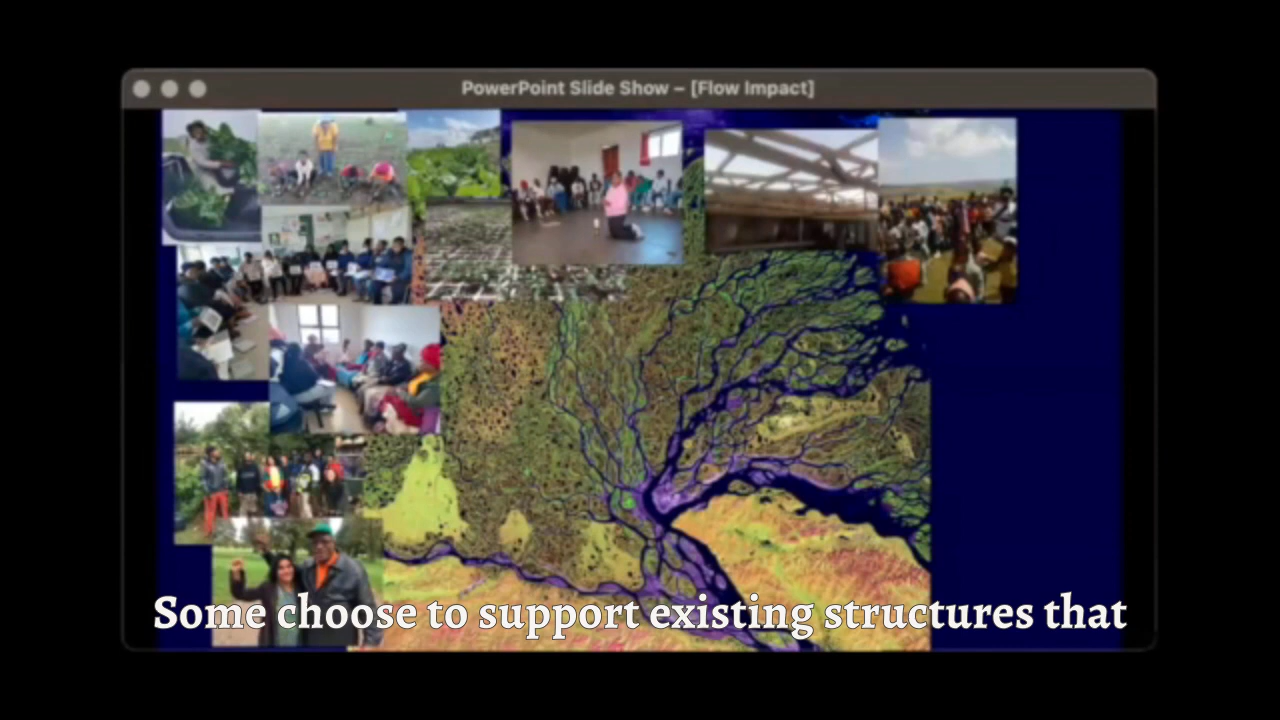 PowerPoint Slide Show – [Flow Impact]
Some choose to support existing structures that